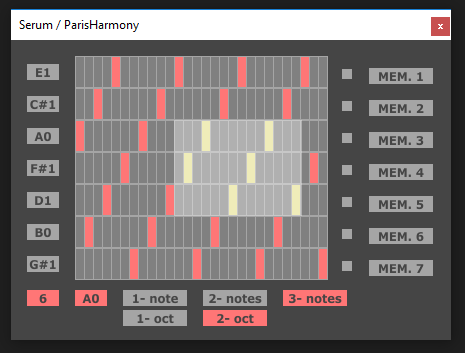 Serum / ParisHarmony x
E1 MEM. 1
C#1 MEM. 2
A0 MEM. 3
F#1 MEM. 4
D1 MEM. 5
B0 MEM. 6
G#1 MEM. 7
6 A0 1- note 2- notes 3- notes
1- oct 2- oct